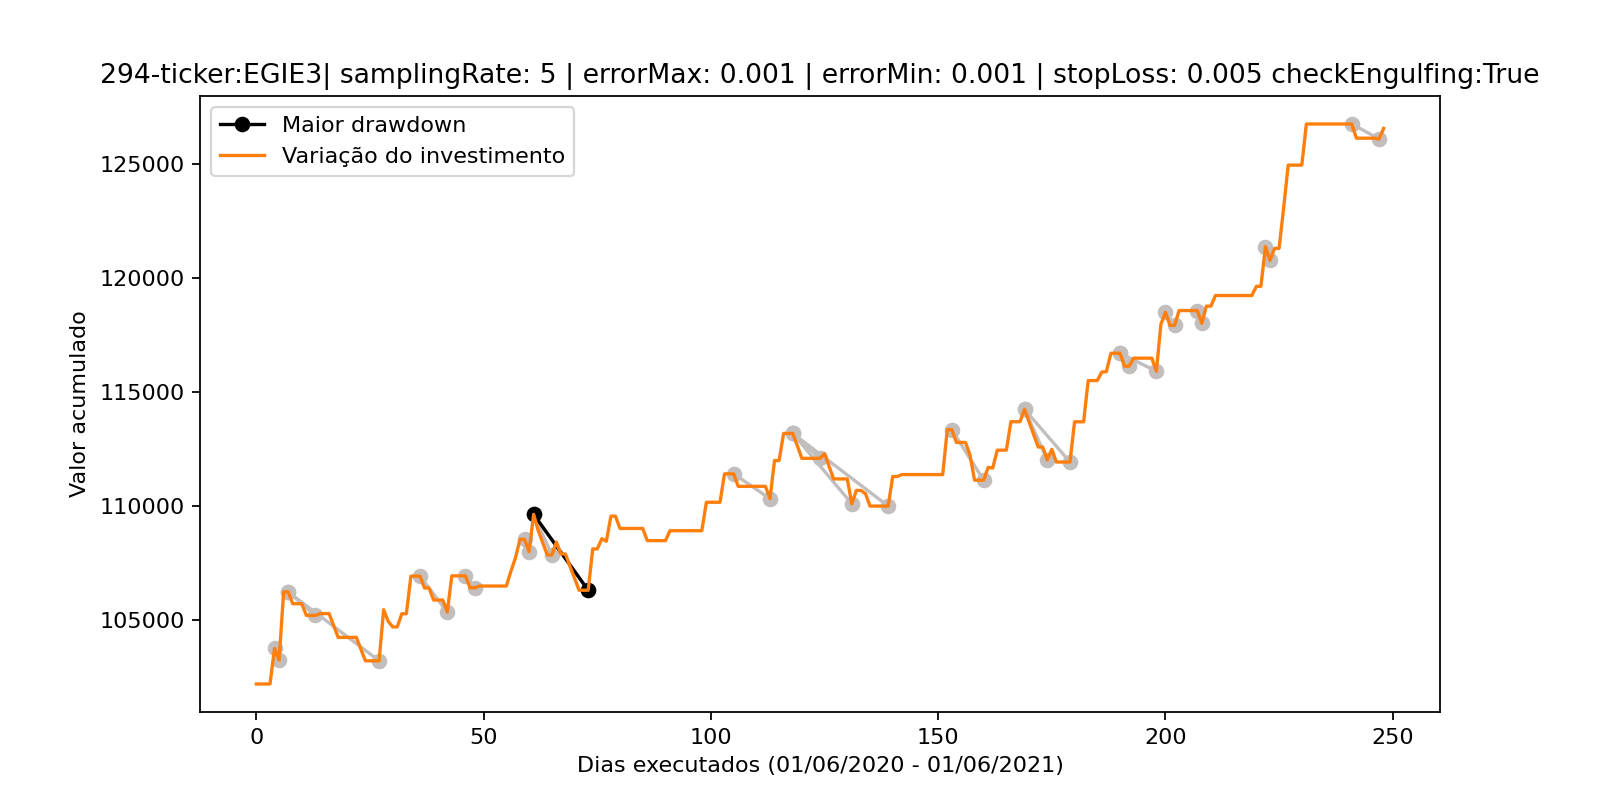 294-ticker:EGIE3| samplingRate: 5 | errorMax: 0.001 | errorMin: 0.001 | stopLoss: 0.005 checkEngulfing:True
Maior drawdown
Variação do investimento
125000
120000
115000
110000
105000
Valor acumulado
0 50 100 150 200 250
Dias executados (01/06/2020 - 01/06/2021)